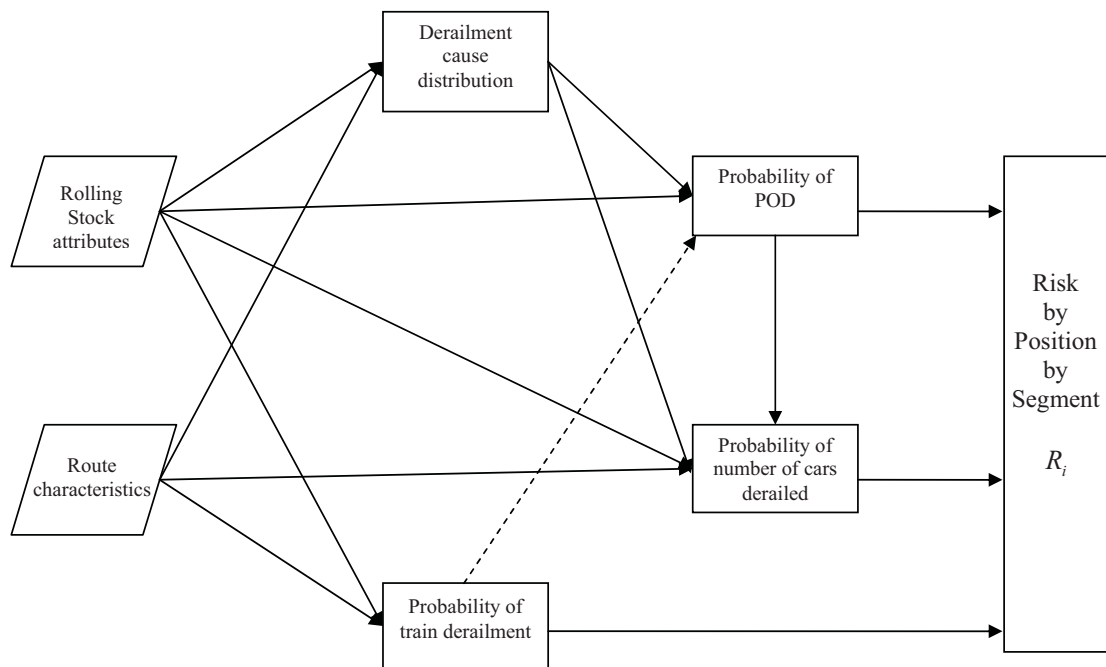 Derailment
cause
distribution
Rolling
Stock
attributes
Probability of
POD
Risk
by
Position
by
Segment
R_i
Route
characteristics
Probability of
number of cars
derailed
Probability of
train derailment